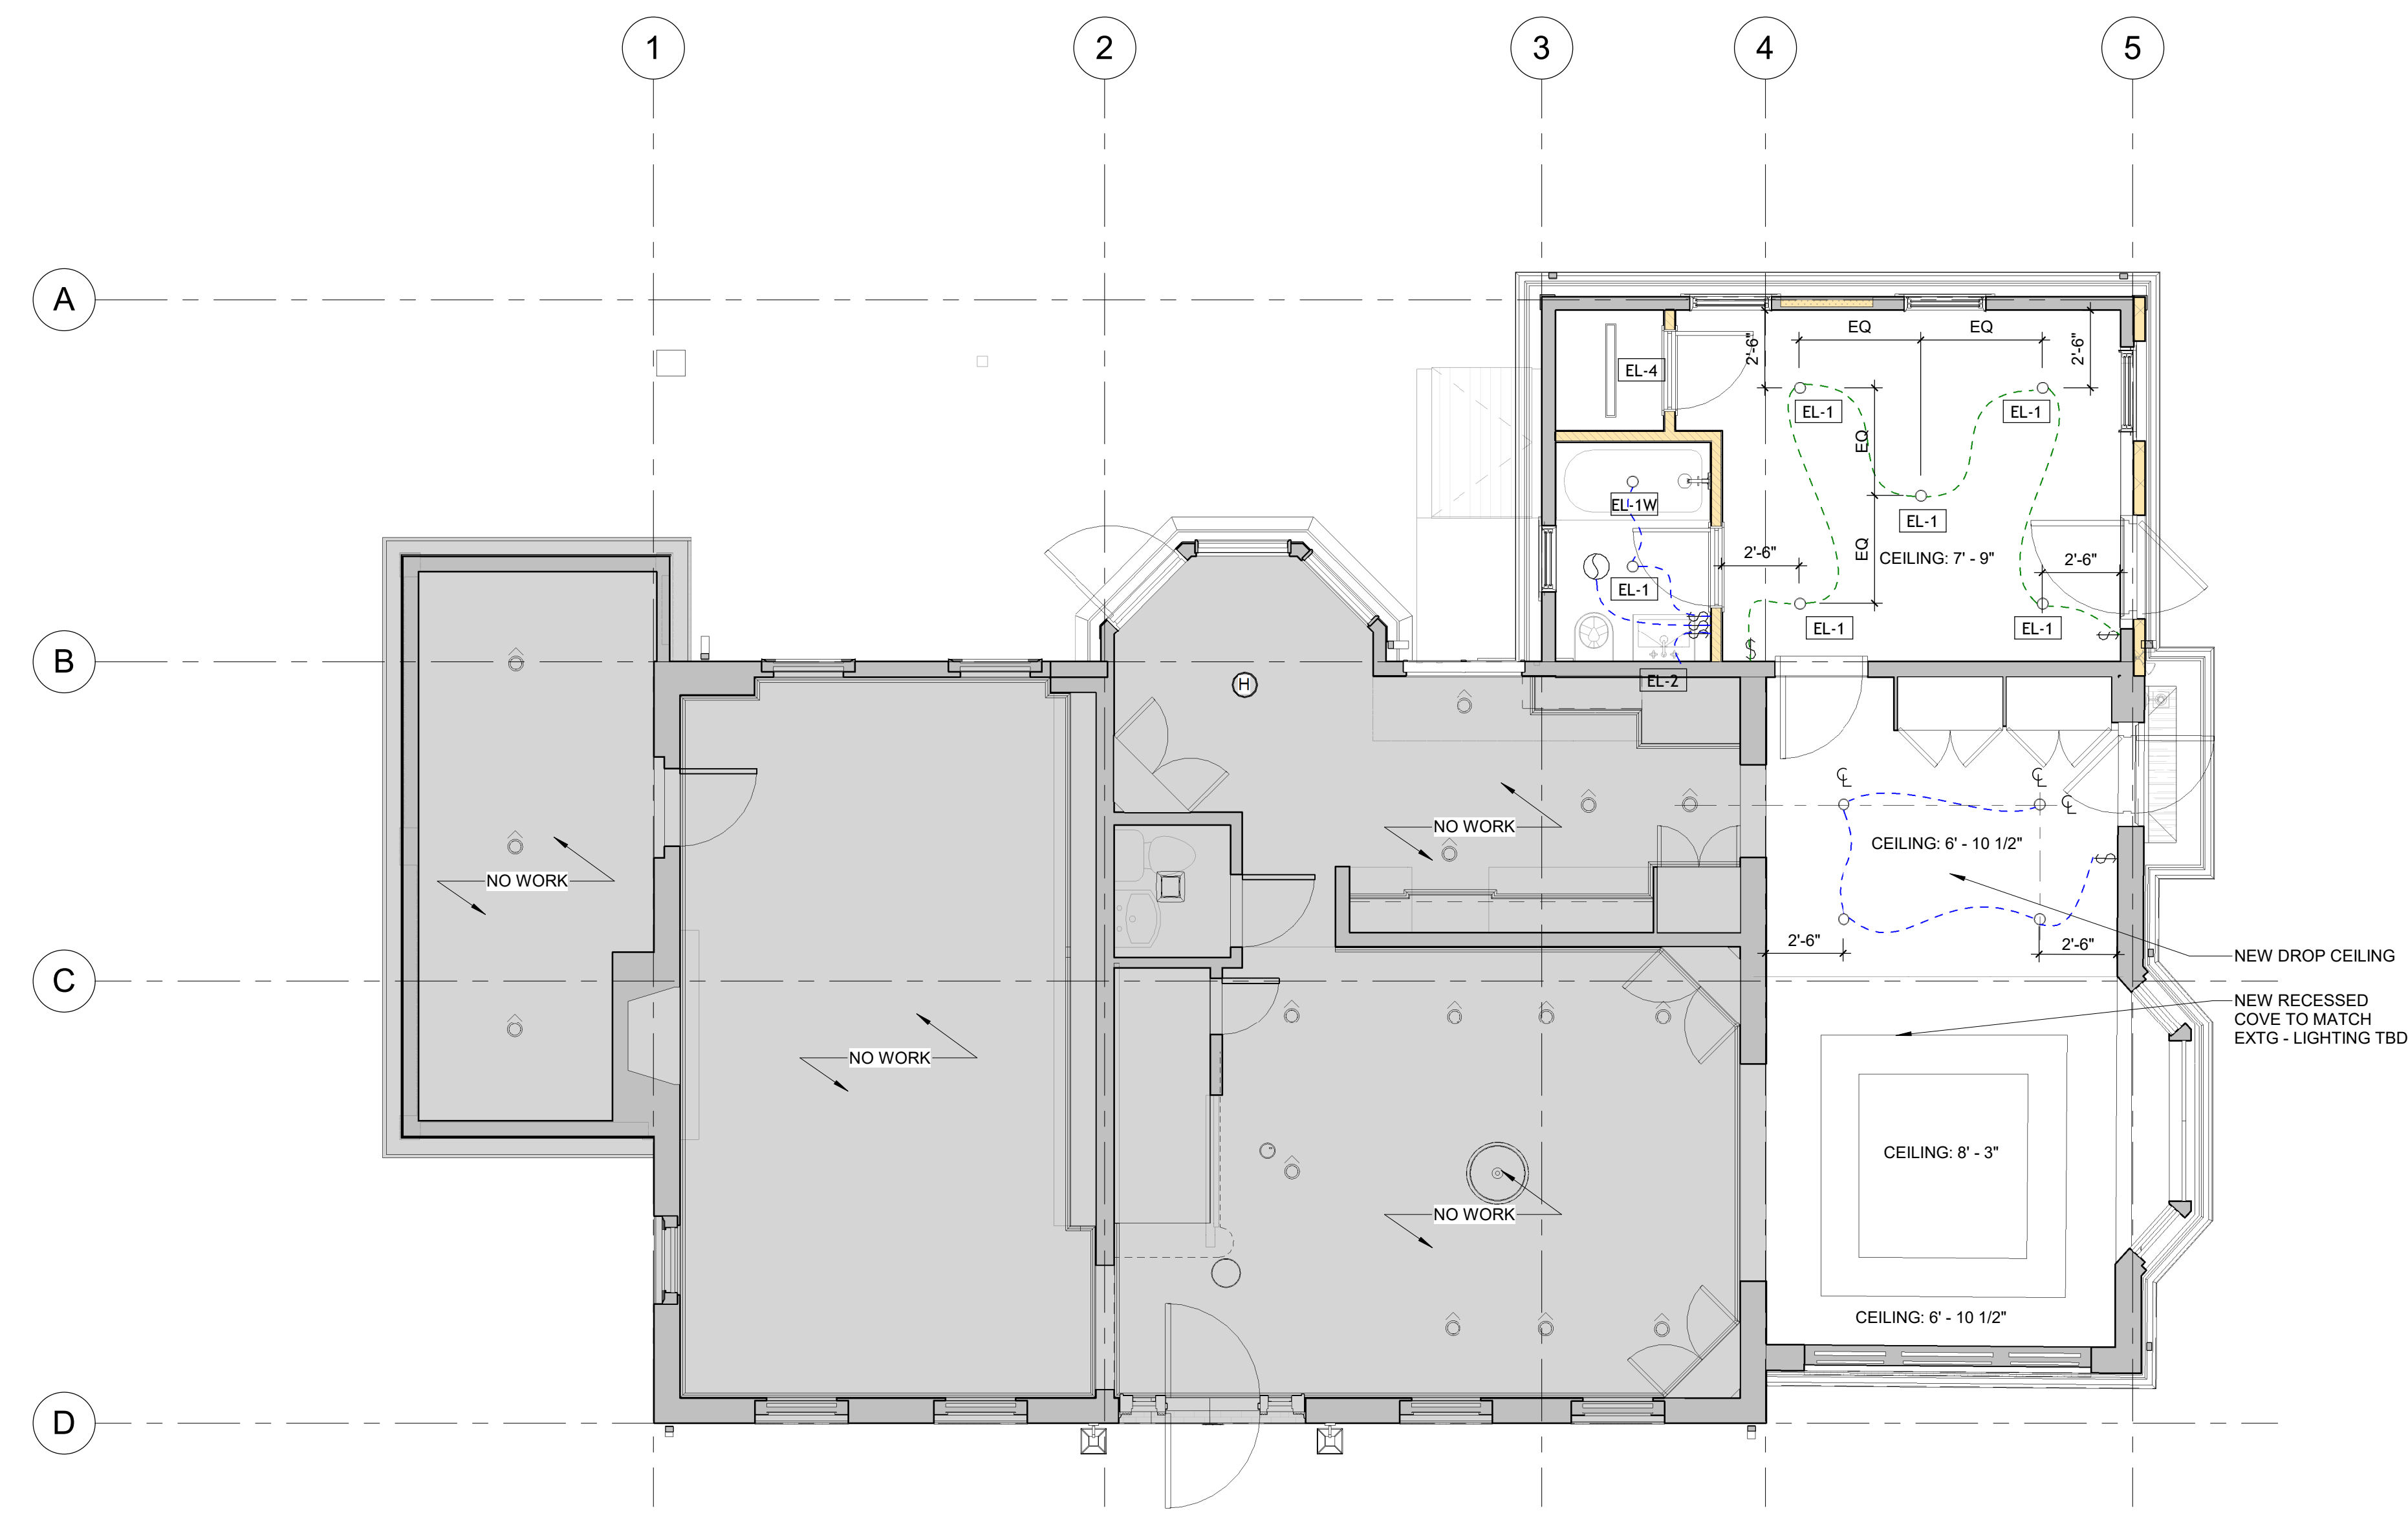 1
2
3
4
5
A
EQ
EQ
2'-6"
2'-6"
EL-4
EL-1
EL-1
EQ
EL-1W
EL-1
EQ
2'-6"
CEILING: 7' - 9"
2'-6"
EL-1
EL-1
EL-1
$
$
B
EL-2
H
℄
℄
℄
NO WORK
CEILING: 6' - 10 1/2"
$
NO WORK
2'-6"
2'-6"
NEW DROP CEILING
C
NEW RECESSED
COVE TO MATCH
EXTG - LIGHTING TBD
NO WORK
CEILING: 8' - 3"
NO WORK
CEILING: 6' - 10 1/2"
D